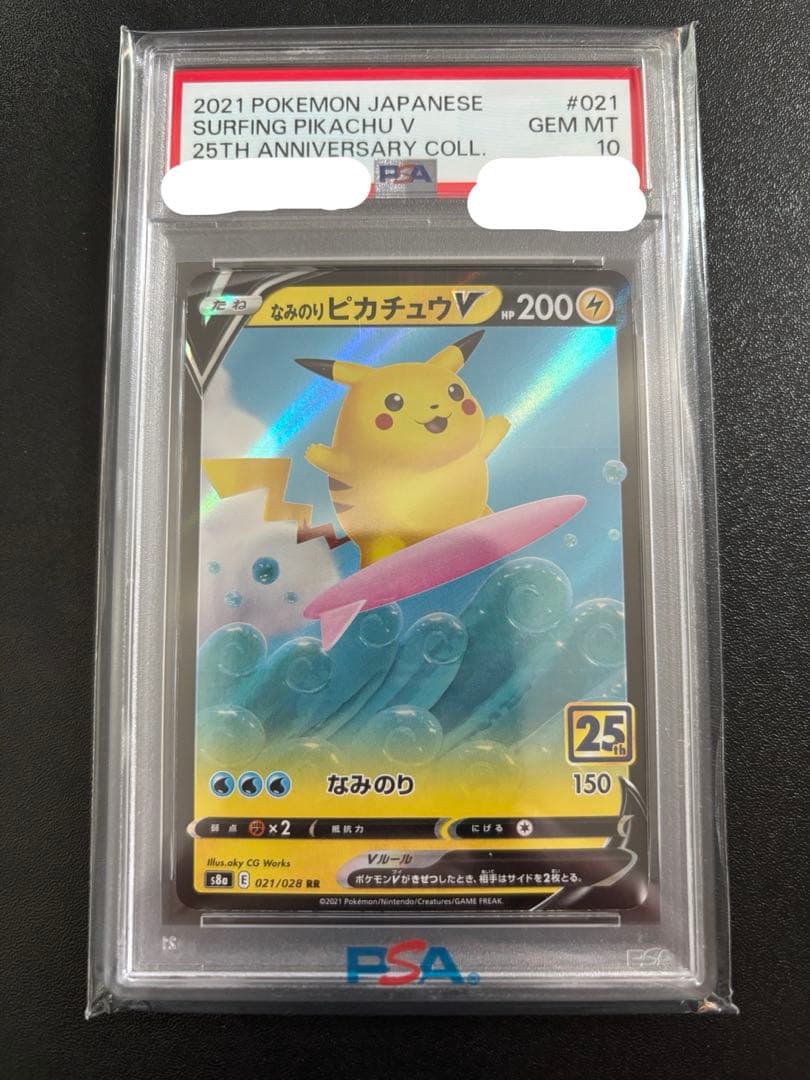 2021 POKEMON JAPANESE #021
SURFING PIKACHU V GEM MT
25TH ANNIVERSARY COLL. 10
PSA
たね なみのりピカチュウV HP 200
25th
なみのり 150
弱点 ×2 抵抗力 にげる
Illus.aky CG Works
Vルール
s8a E 021/028 RR
ポケモンVがきぜつしたとき、相手はサイドを2枚とる。
©2021 Pokémon/Nintendo/Creatures/GAME FREAK.
PSA
PSA